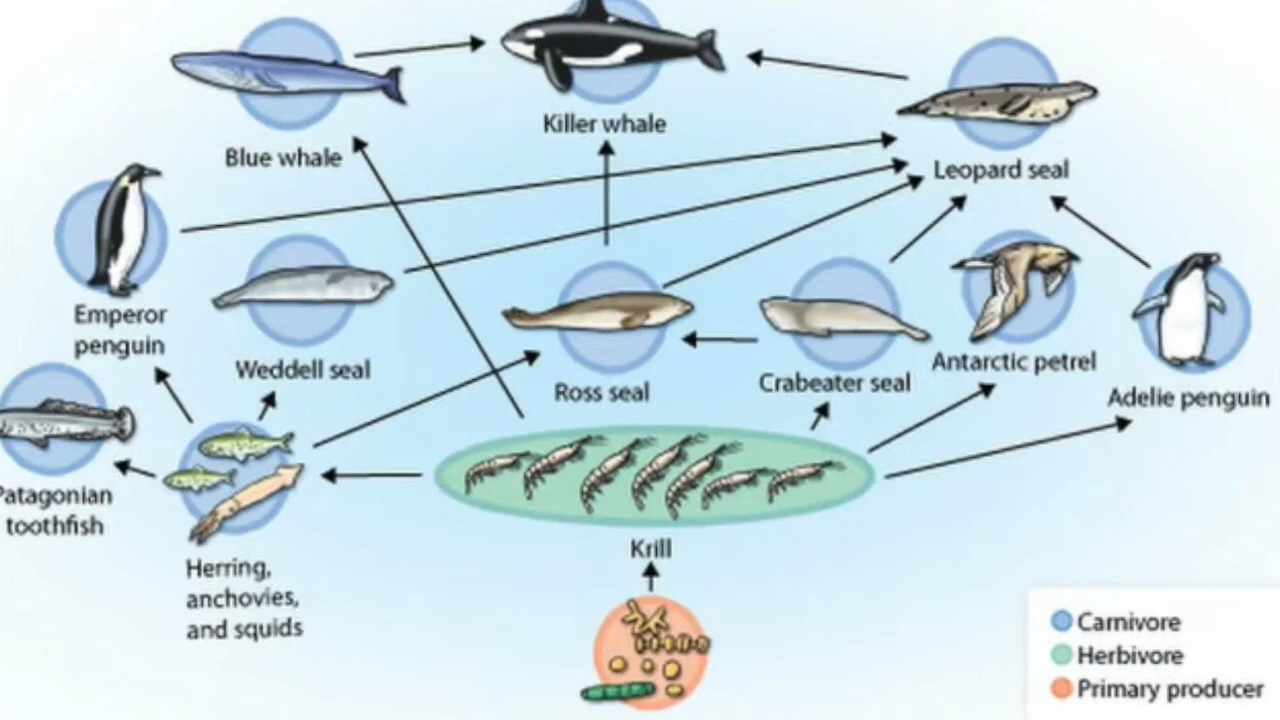 Killer whale
Blue whale
Leopard seal
Emperor
penguin
Weddell seal
Ross seal
Crabeater seal
Antarctic petrel
Adelie penguin
Patagonian
toothfish
Herring,
anchovies,
and squids
Krill
Carnivore
Herbivore
Primary producer